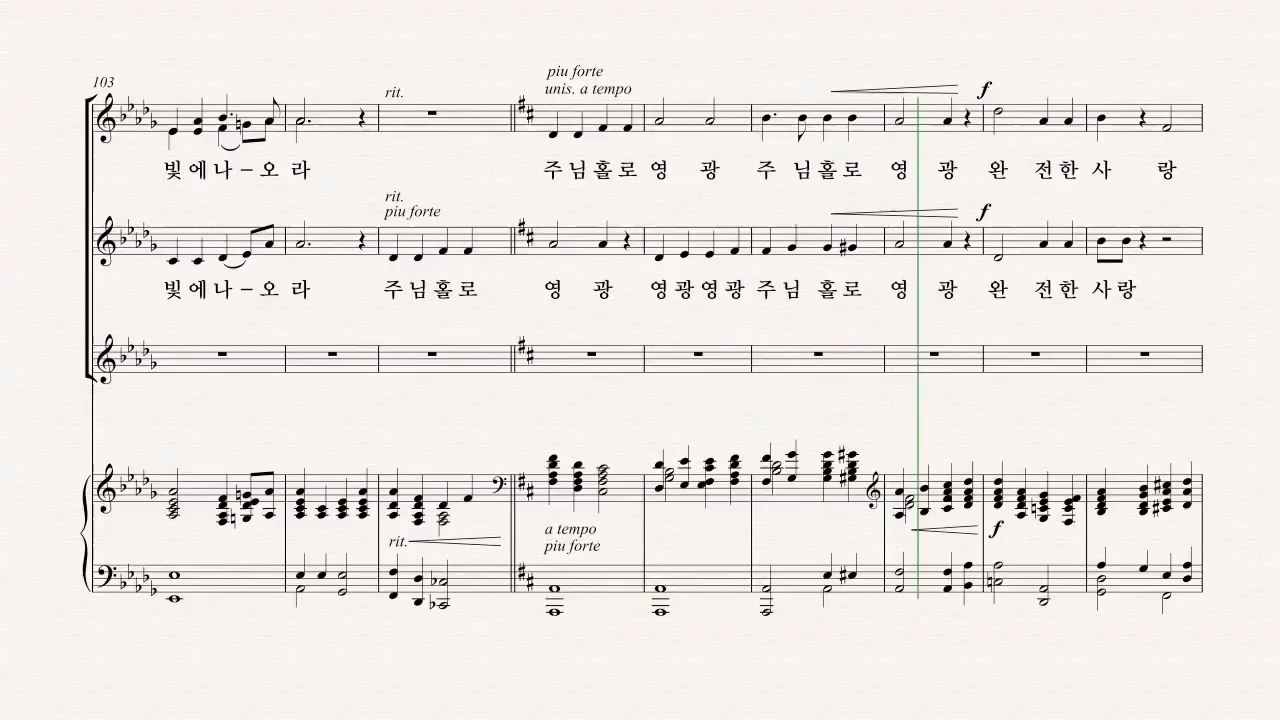 103
rit.
piu forte
unis. a tempo
f
빛에나–오 라 주님홀로 영 광 주 님홀로 영 광 완 전한 사 랑
rit.
piu forte
f
빛에나–오 라 주님홀로 영 광 영광영광 주님 홀로 영 광 완 전한 사랑
rit.
a tempo
piu forte
f